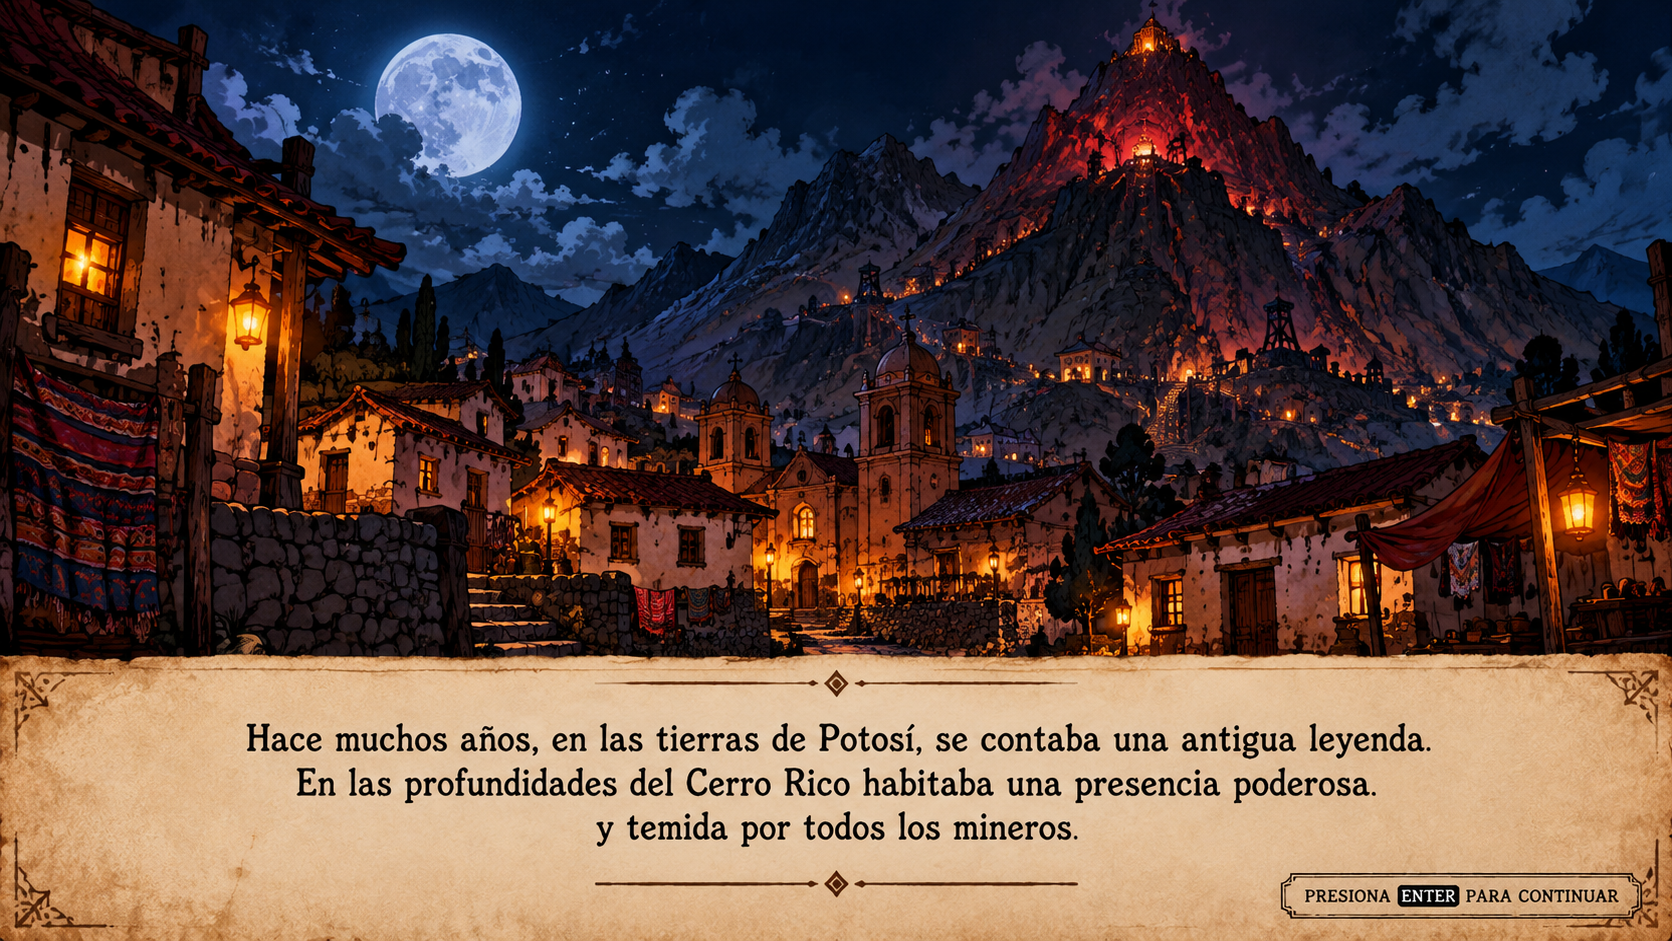 Hace muchos años, en las tierras de Potosí, se contaba una antigua leyenda.
En las profundidades del Cerro Rico habitaba una presencia poderosa.
y temida por todos los mineros.
PRESIONA ENTER PARA CONTINUAR